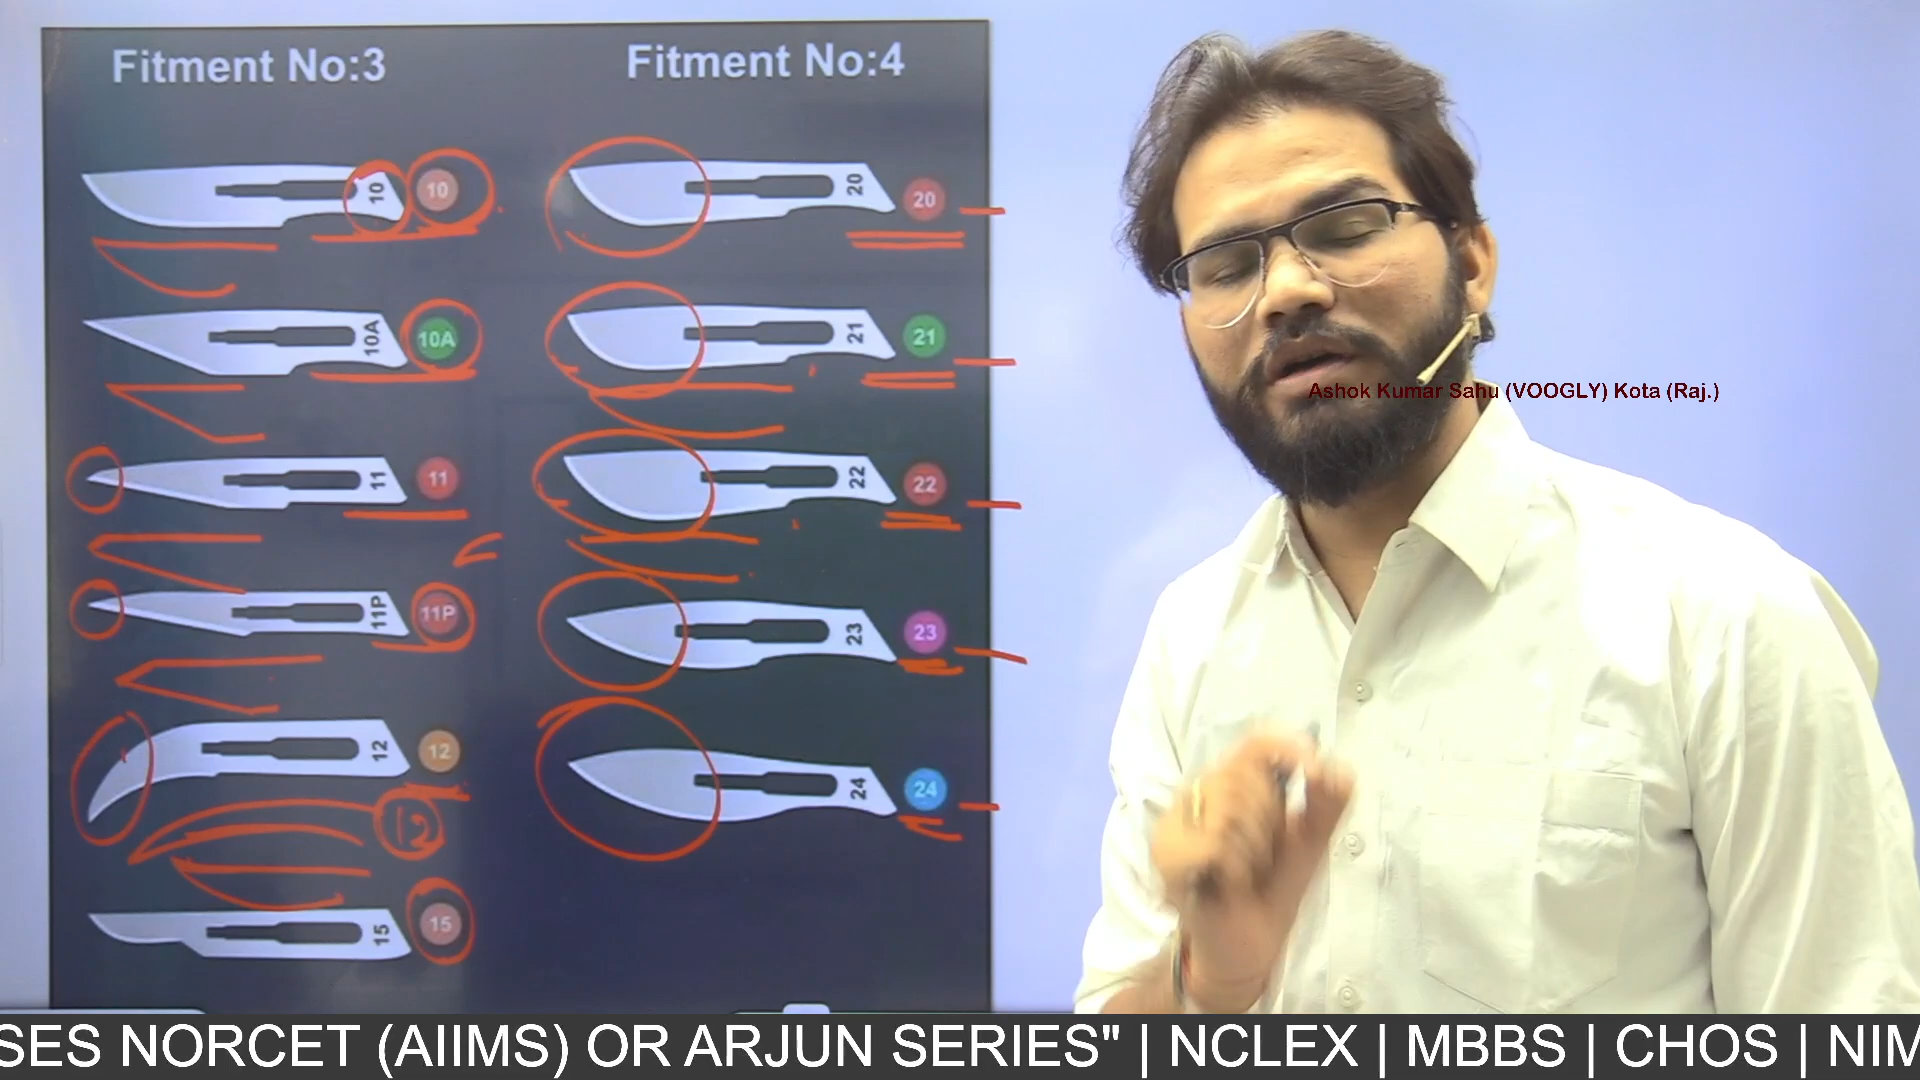 Fitment No:3
Fitment No:4
10 10
20 20
10A 10A
21 21
11 11
22 22
11P 11P
23 23
12 12
12
24 24
15 15
Ashok Kumar Sahu (VOOGLY) Kota (Raj.)
SES NORCET (AIIMS) OR ARJUN SERIES" | NCLEX | MBBS | CHOS | NIM